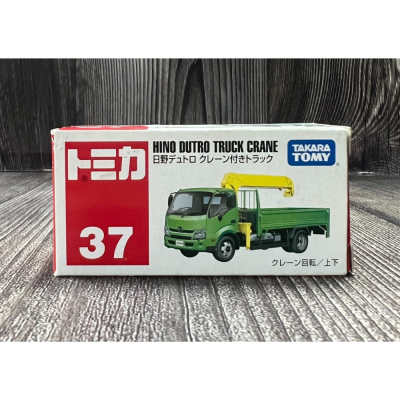 トミカ
37
HINO DUTRO TRUCK CRANE
日野デュトロ クレーン付きトラック
TAKARA
TOMY
クレーン回転／上下